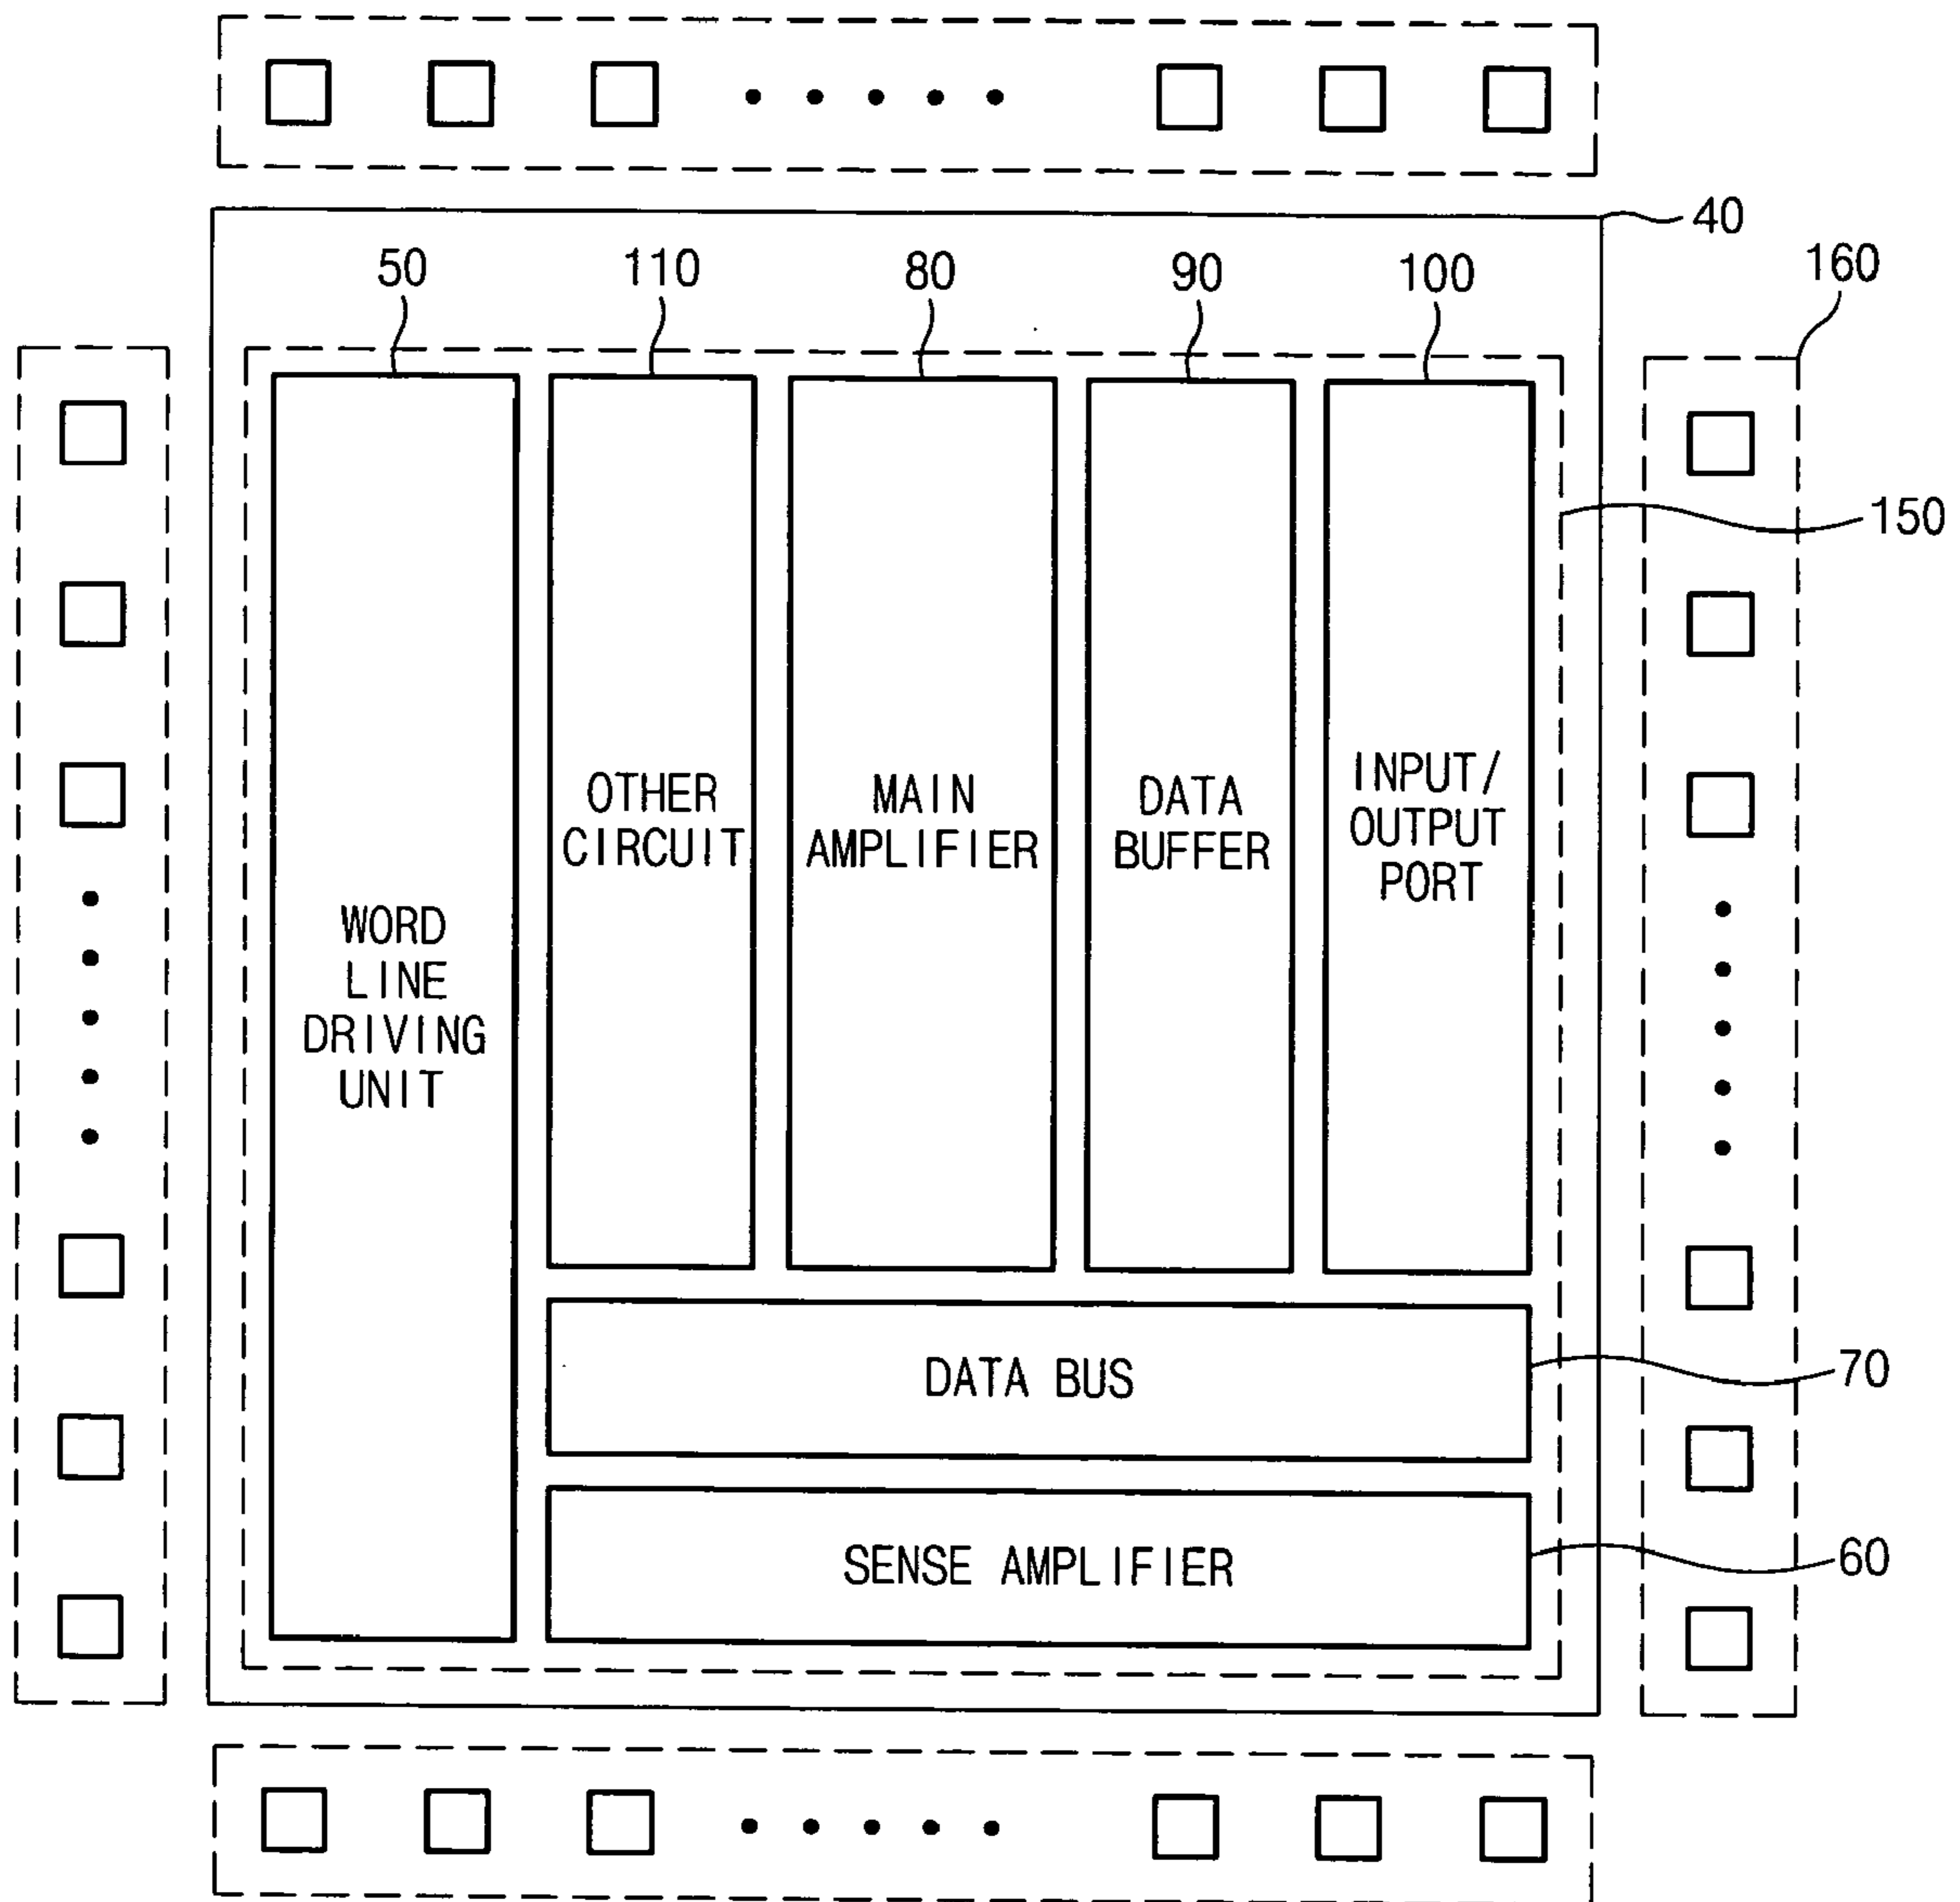 40
50
110
80
90
100
160
150
OTHER
CIRCUIT
MAIN
AMPLIFIER
DATA
BUFFER
INPUT/
OUTPUT
PORT
WORD
LINE
DRIVING
UNIT
DATA BUS
70
SENSE AMPLIFIER
60